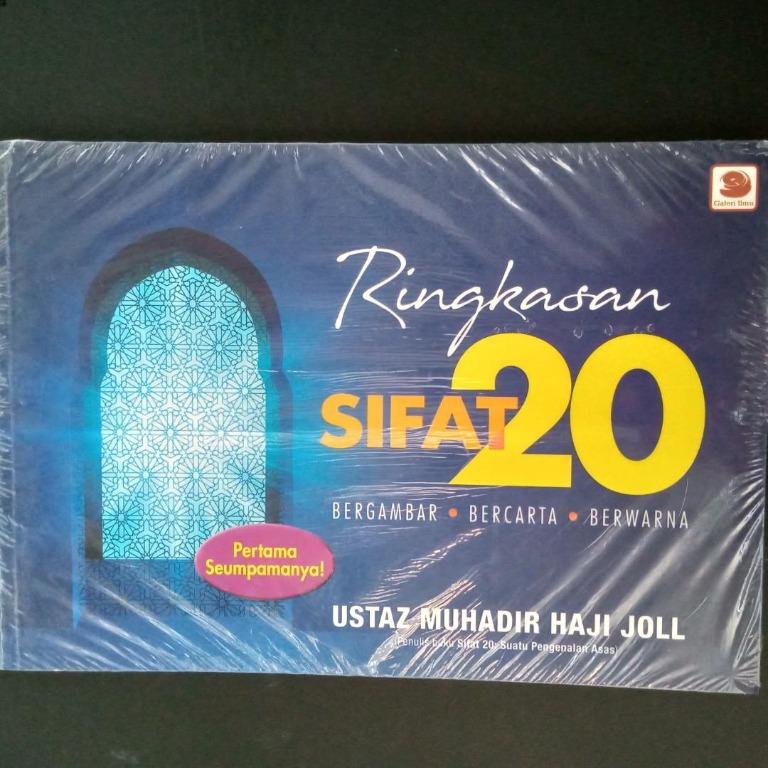 Galeri Ilmu
Ringkasan
SIFAT 20
BERGAMBAR • BERCARTA • BERWARNA
Pertama
Seumpamanya!
USTAZ MUHADIR HAJI JOLL
(Penulis buku Sifat 20: Suatu Pengenalan Asas)